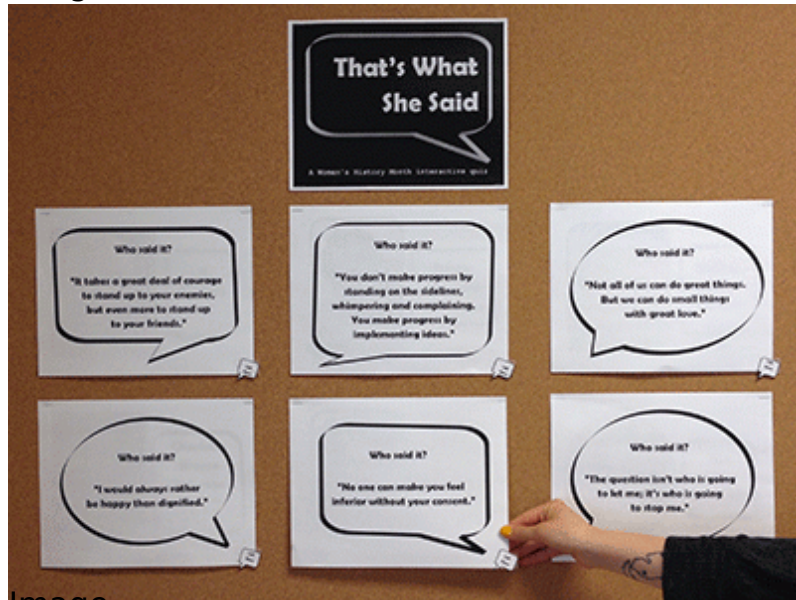 That's What
She Said
A Women's History Month interactive quiz
Who said it?
"It takes a great deal of courage
to stand up to your enemies,
but even more to stand up
to your friends."
Who said it?
"You don't make progress by
standing on the sidelines,
whimpering and complaining.
You make progress by
implementing ideas."
Who said it?
"Not all of us can do great things.
But we can do small things
with great love."
Who said it?
"I would always rather
be happy than dignified."
Who said it?
"No one can make you feel
inferior without your consent."
Who said it?
"The question isn't who is going
to let me; it's who is going
to stop me."